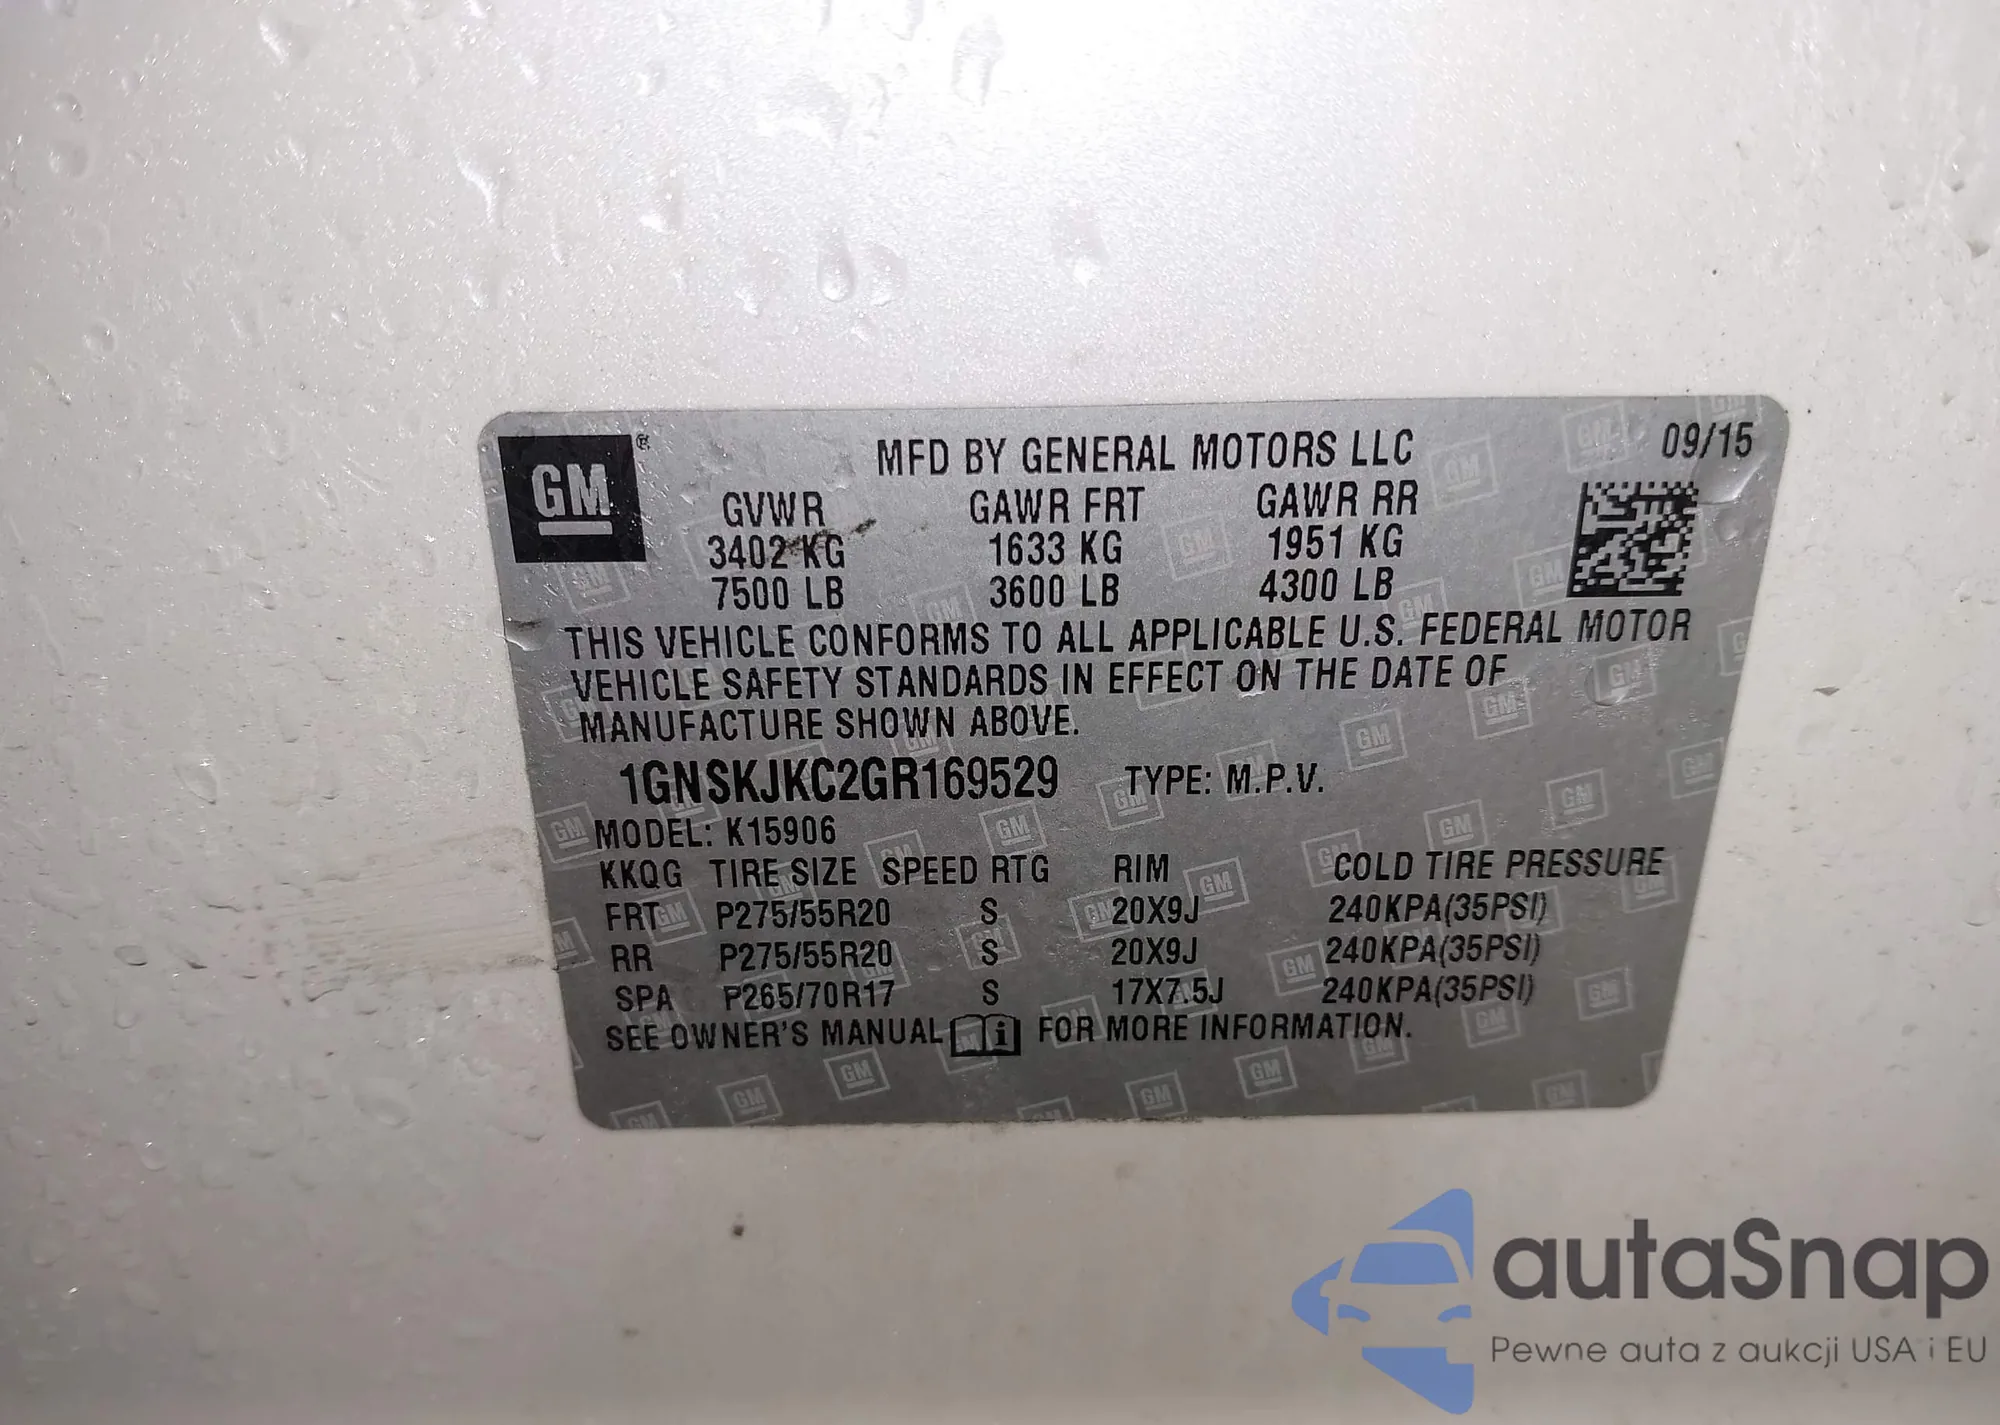 GM ®
MFD BY GENERAL MOTORS LLC 09/15
GVWR GAWR FRT GAWR RR
3402 KG 1633 KG 1951 KG
7500 LB 3600 LB 4300 LB
THIS VEHICLE CONFORMS TO ALL APPLICABLE U.S. FEDERAL MOTOR
VEHICLE SAFETY STANDARDS IN EFFECT ON THE DATE OF
MANUFACTURE SHOWN ABOVE.
1GNSKJKC2GR169529 TYPE: M.P.V.
MODEL: K15906
KKQG TIRE SIZE SPEED RTG RIM COLD TIRE PRESSURE
FRT P275/55R20 S 20X9J 240KPA(35PSI)
RR P275/55R20 S 20X9J 240KPA(35PSI)
SPA P265/70R17 S 17X7.5J 240KPA(35PSI)
SEE OWNER'S MANUAL i FOR MORE INFORMATION.
autaSnap
Pewne auta z aukcji USA i EU